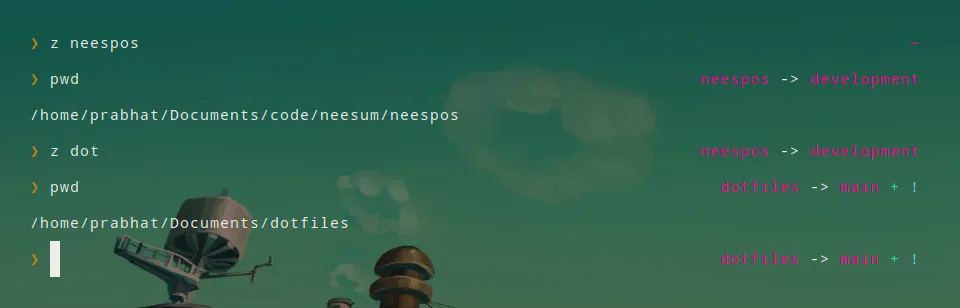 ❯ z neespos ~
❯ pwd neespos -> development
/home/prabhat/Documents/code/neesum/neespos
❯ z dot neespos -> development
❯ pwd dotfiles -> main + !
/home/prabhat/Documents/dotfiles
❯ dotfiles -> main + !